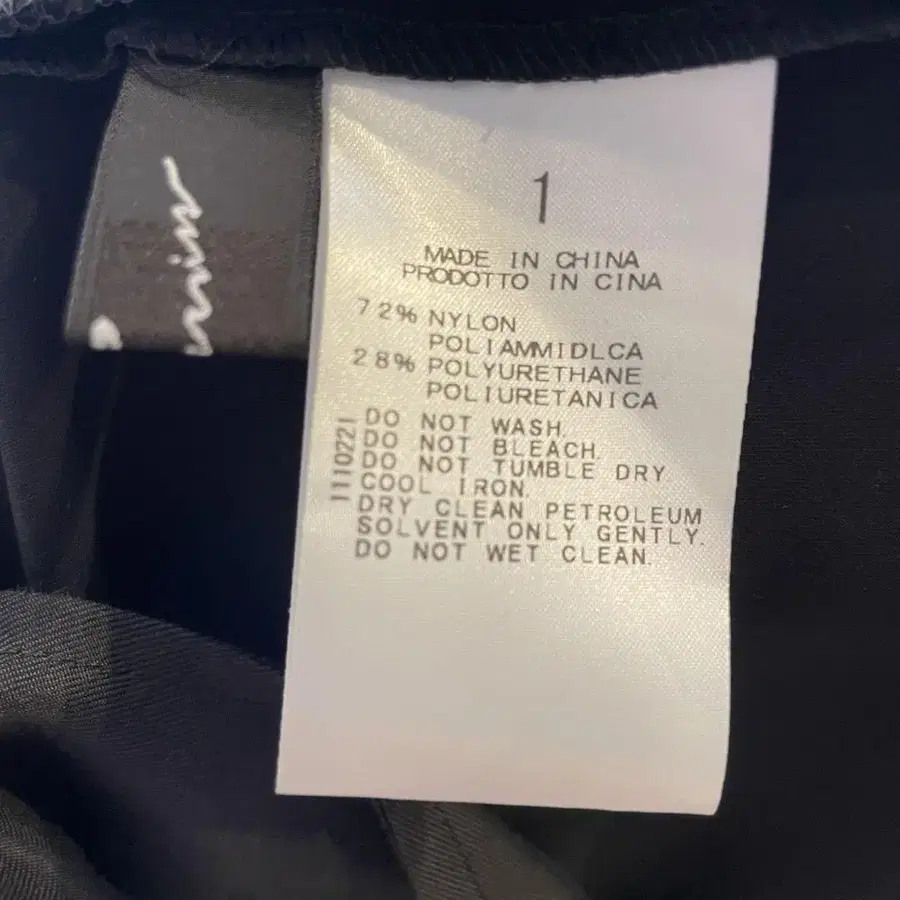 1
MADE IN CHINA
PRODOTTO IN CINA
72% NYLON
POLIAMMIDLCA
28% POLYURETHANE
POLIURETANICA
DO NOT WASH.
DO NOT BLEACH.
DO NOT TUMBLE DRY
COOL IRON.
DRY CLEAN PETROLEUM
SOLVENT ONLY GENTLY.
DO NOT WET CLEAN.
1110221